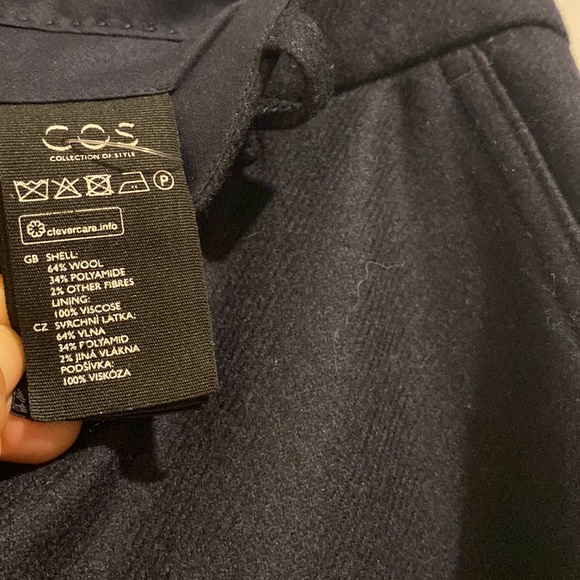 COS
COLLECTION OF STYLE
P
clevercare.info
GB SHELL:
64% WOOL
34% POLYAMIDE
2% OTHER FIBRES
LINING:
100% VISCOSE
CZ SVRCHNÍ LÁTKA:
64% VLNA
34% POLYAMID
2% JINÁ VLÁKNA
PODŠÍVKA:
100% VISKÓZA